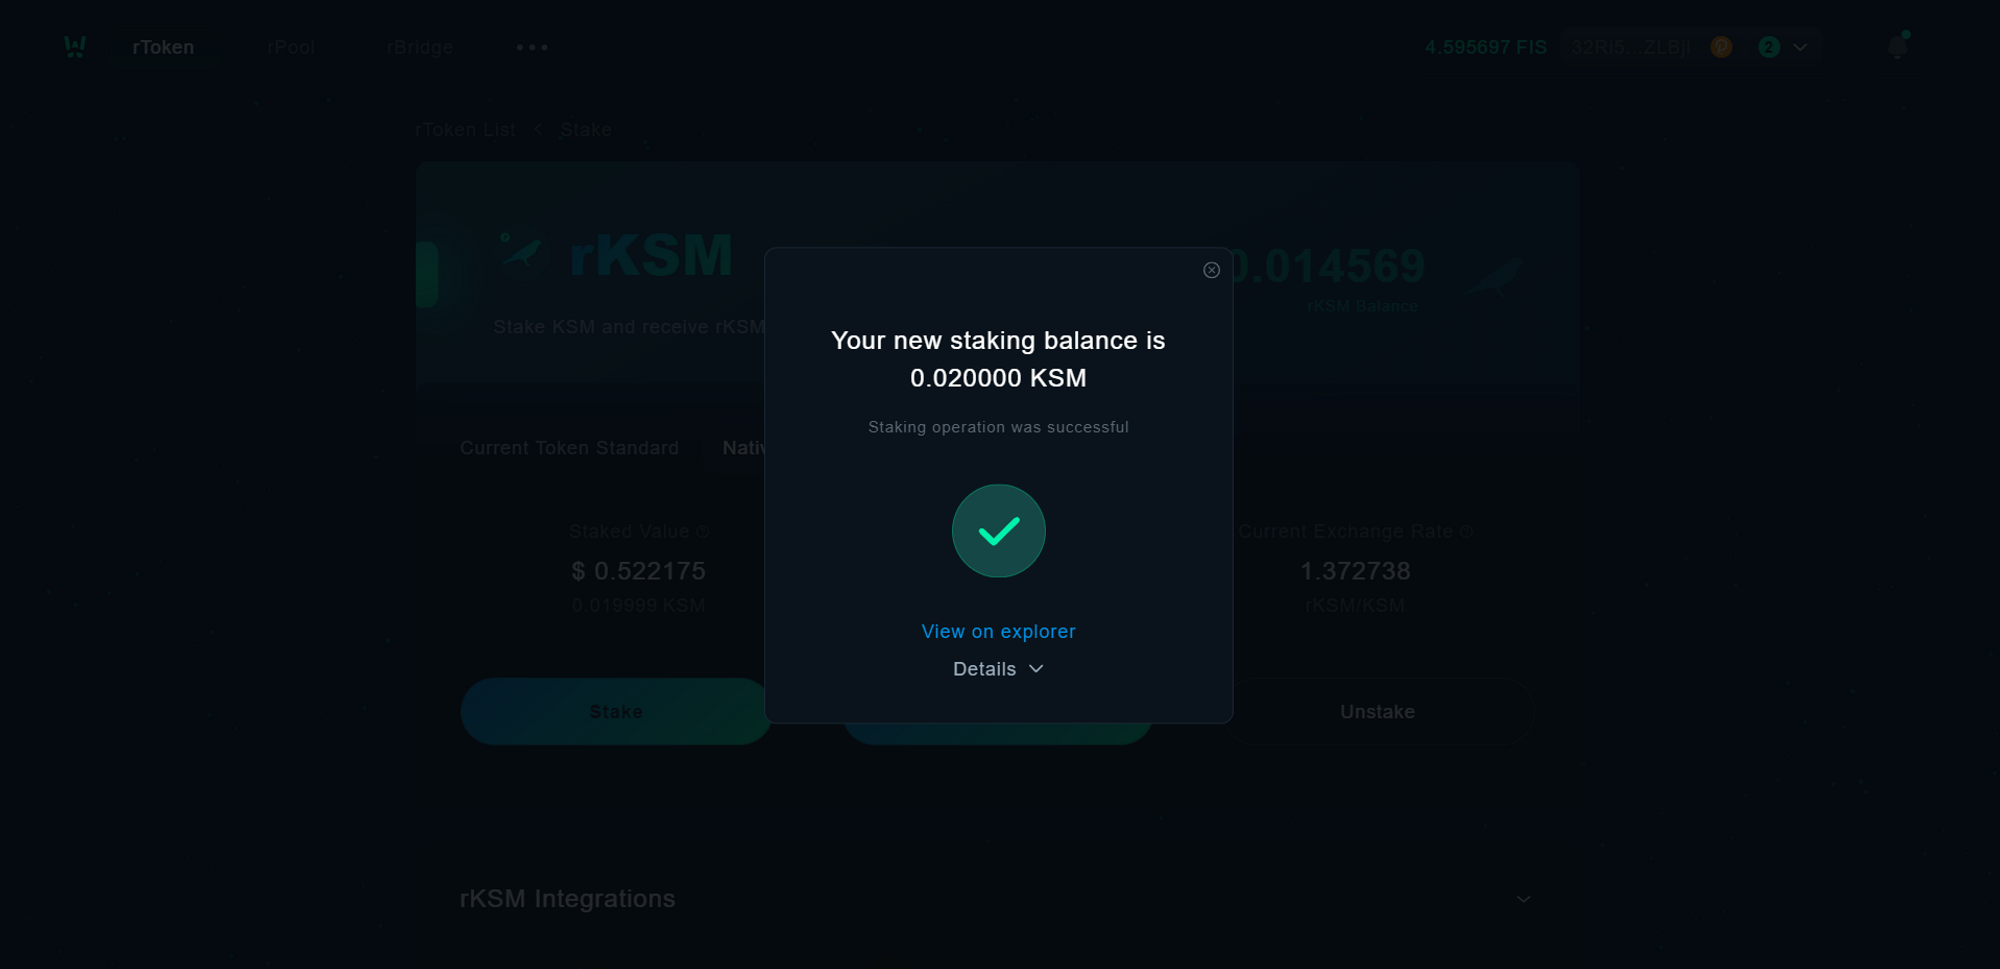 rToken
rPool
rBridge
4.595697 FIS
2
rToken List
Stake
rKSM
0.014569
rKSM Balance
Stake KSM and receive rKSM
Your new staking balance is
0.020000 KSM
Staking operation was successful
Current Token Standard
Staked Value
$ 0.522175
0.019999 KSM
Current Exchange Rate
1.372738
rKSM/KSM
View on explorer
Details
Stake
Unstake
rKSM Integrations